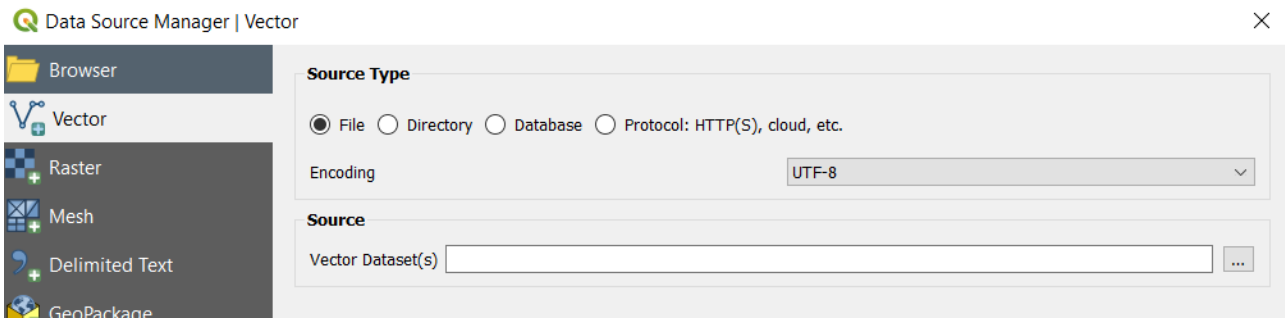 Data Source Manager | Vector
Browser
Vector
Raster
Mesh
Delimited Text
GeoPackage
Source Type
File Directory Database Protocol: HTTP(S), cloud, etc.
Encoding UTF-8
Source
Vector Dataset(s) ...